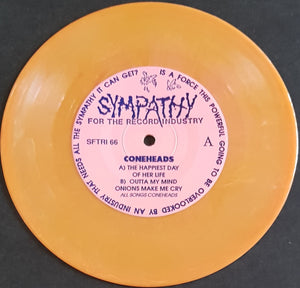 IS A FORCE THIS POWERFUL GOING TO BE OVERLOOKED BY AN INDUSTRY THAT NEEDS ALL THE SYMPATHY IT CAN GET?
SYMPATHY
FOR THE RECORD INDUSTRY
SFTRI 66
A
CONEHEADS
A) THE HAPPIEST DAY
OF HER LIFE
B) OUTTA MY MIND
ONIONS MAKE ME CRY
ALL SONGS CONEHEADS